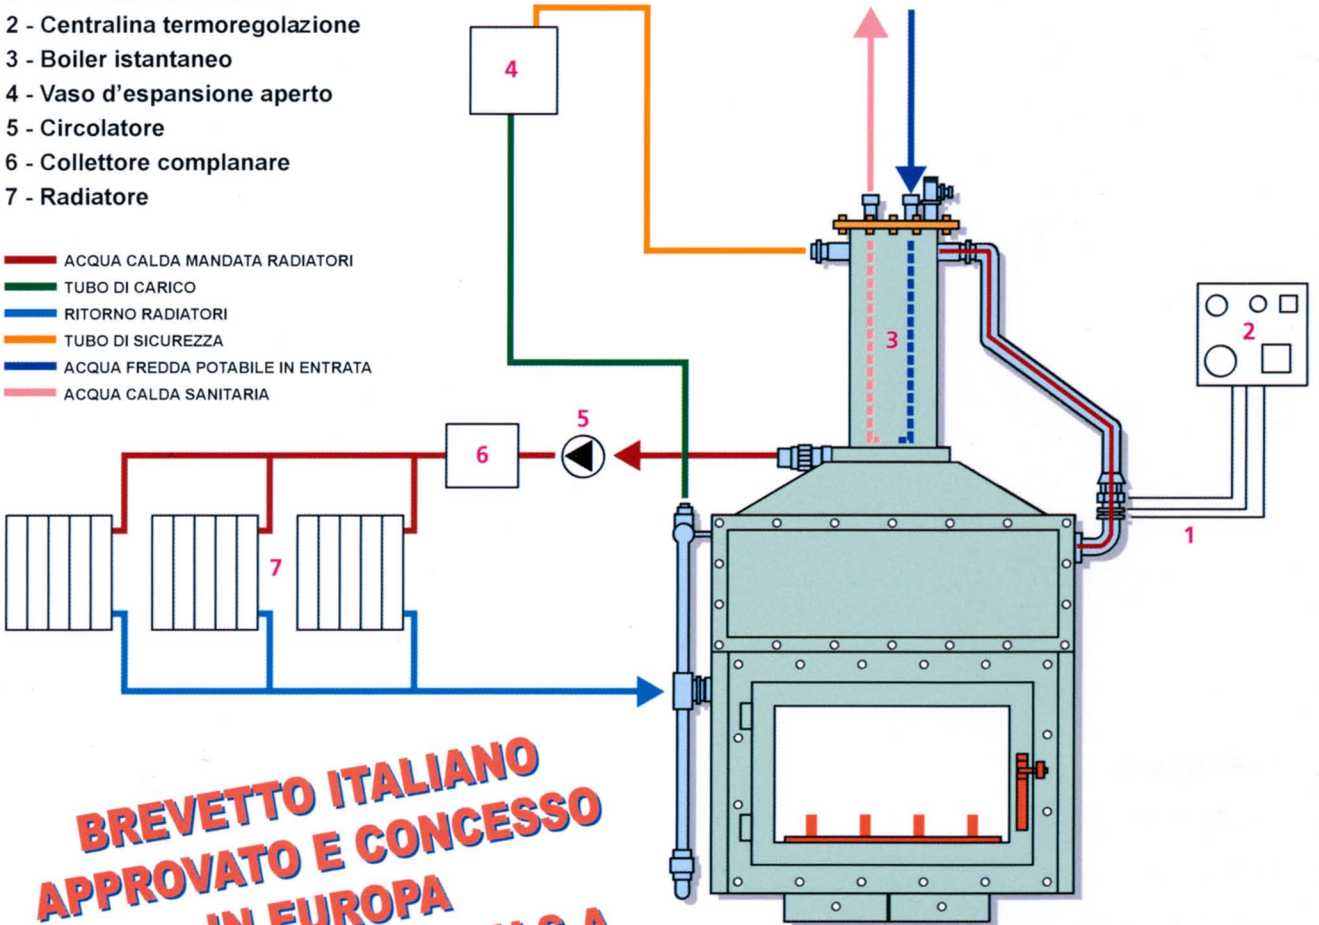 2 - Centralina termoregolazione
3 - Boiler istantaneo
4 - Vaso d'espansione aperto
5 - Circolatore
6 - Collettore complanare
7 - Radiatore
ACQUA CALDA MANDATA RADIATORI
TUBO DI CARICO
RITORNO RADIATORI
TUBO DI SICUREZZA
ACQUA FREDDA POTABILE IN ENTRATA
ACQUA CALDA SANITARIA
4
3
2
5
6
1
7
BREVETTO ITALIANO
APPROVATO E CONCESSO
IN EUROPA